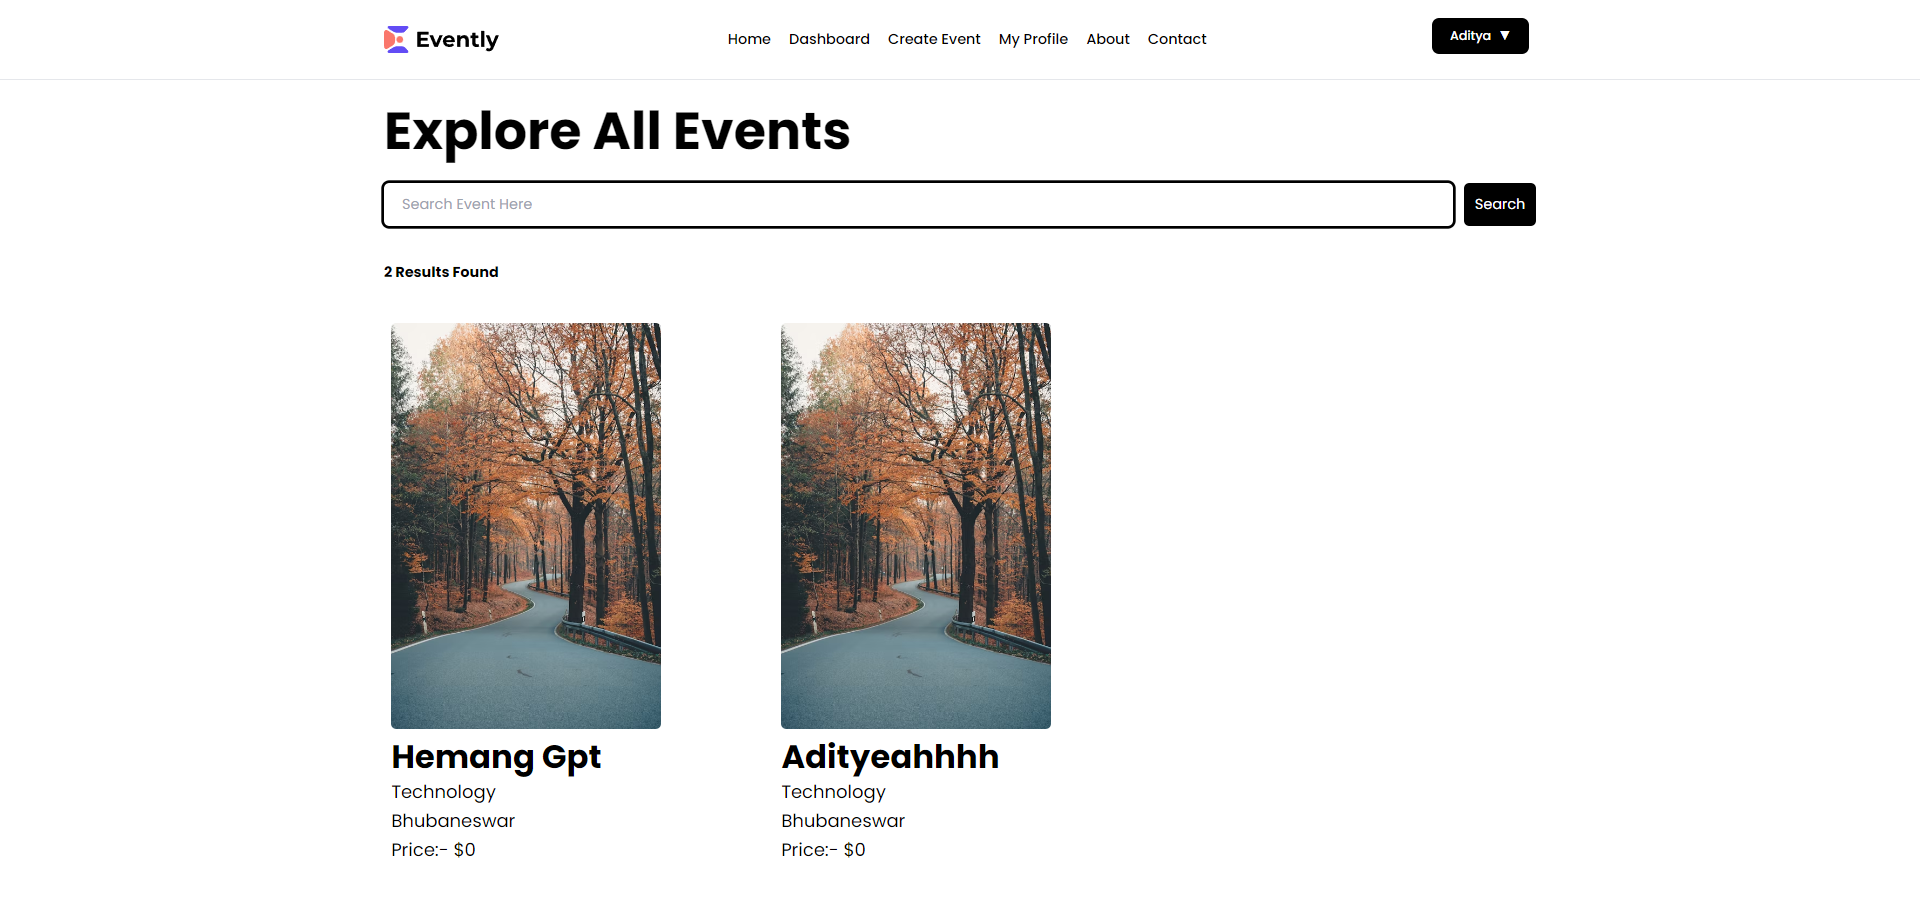 Evently
Home Dashboard Create Event My Profile About Contact
Aditya ▼
Explore All Events
Search Event Here
Search
2 Results Found
Hemang Gpt
Technology
Bhubaneswar
Price:- $0
Adityeahhhh
Technology
Bhubaneswar
Price:- $0